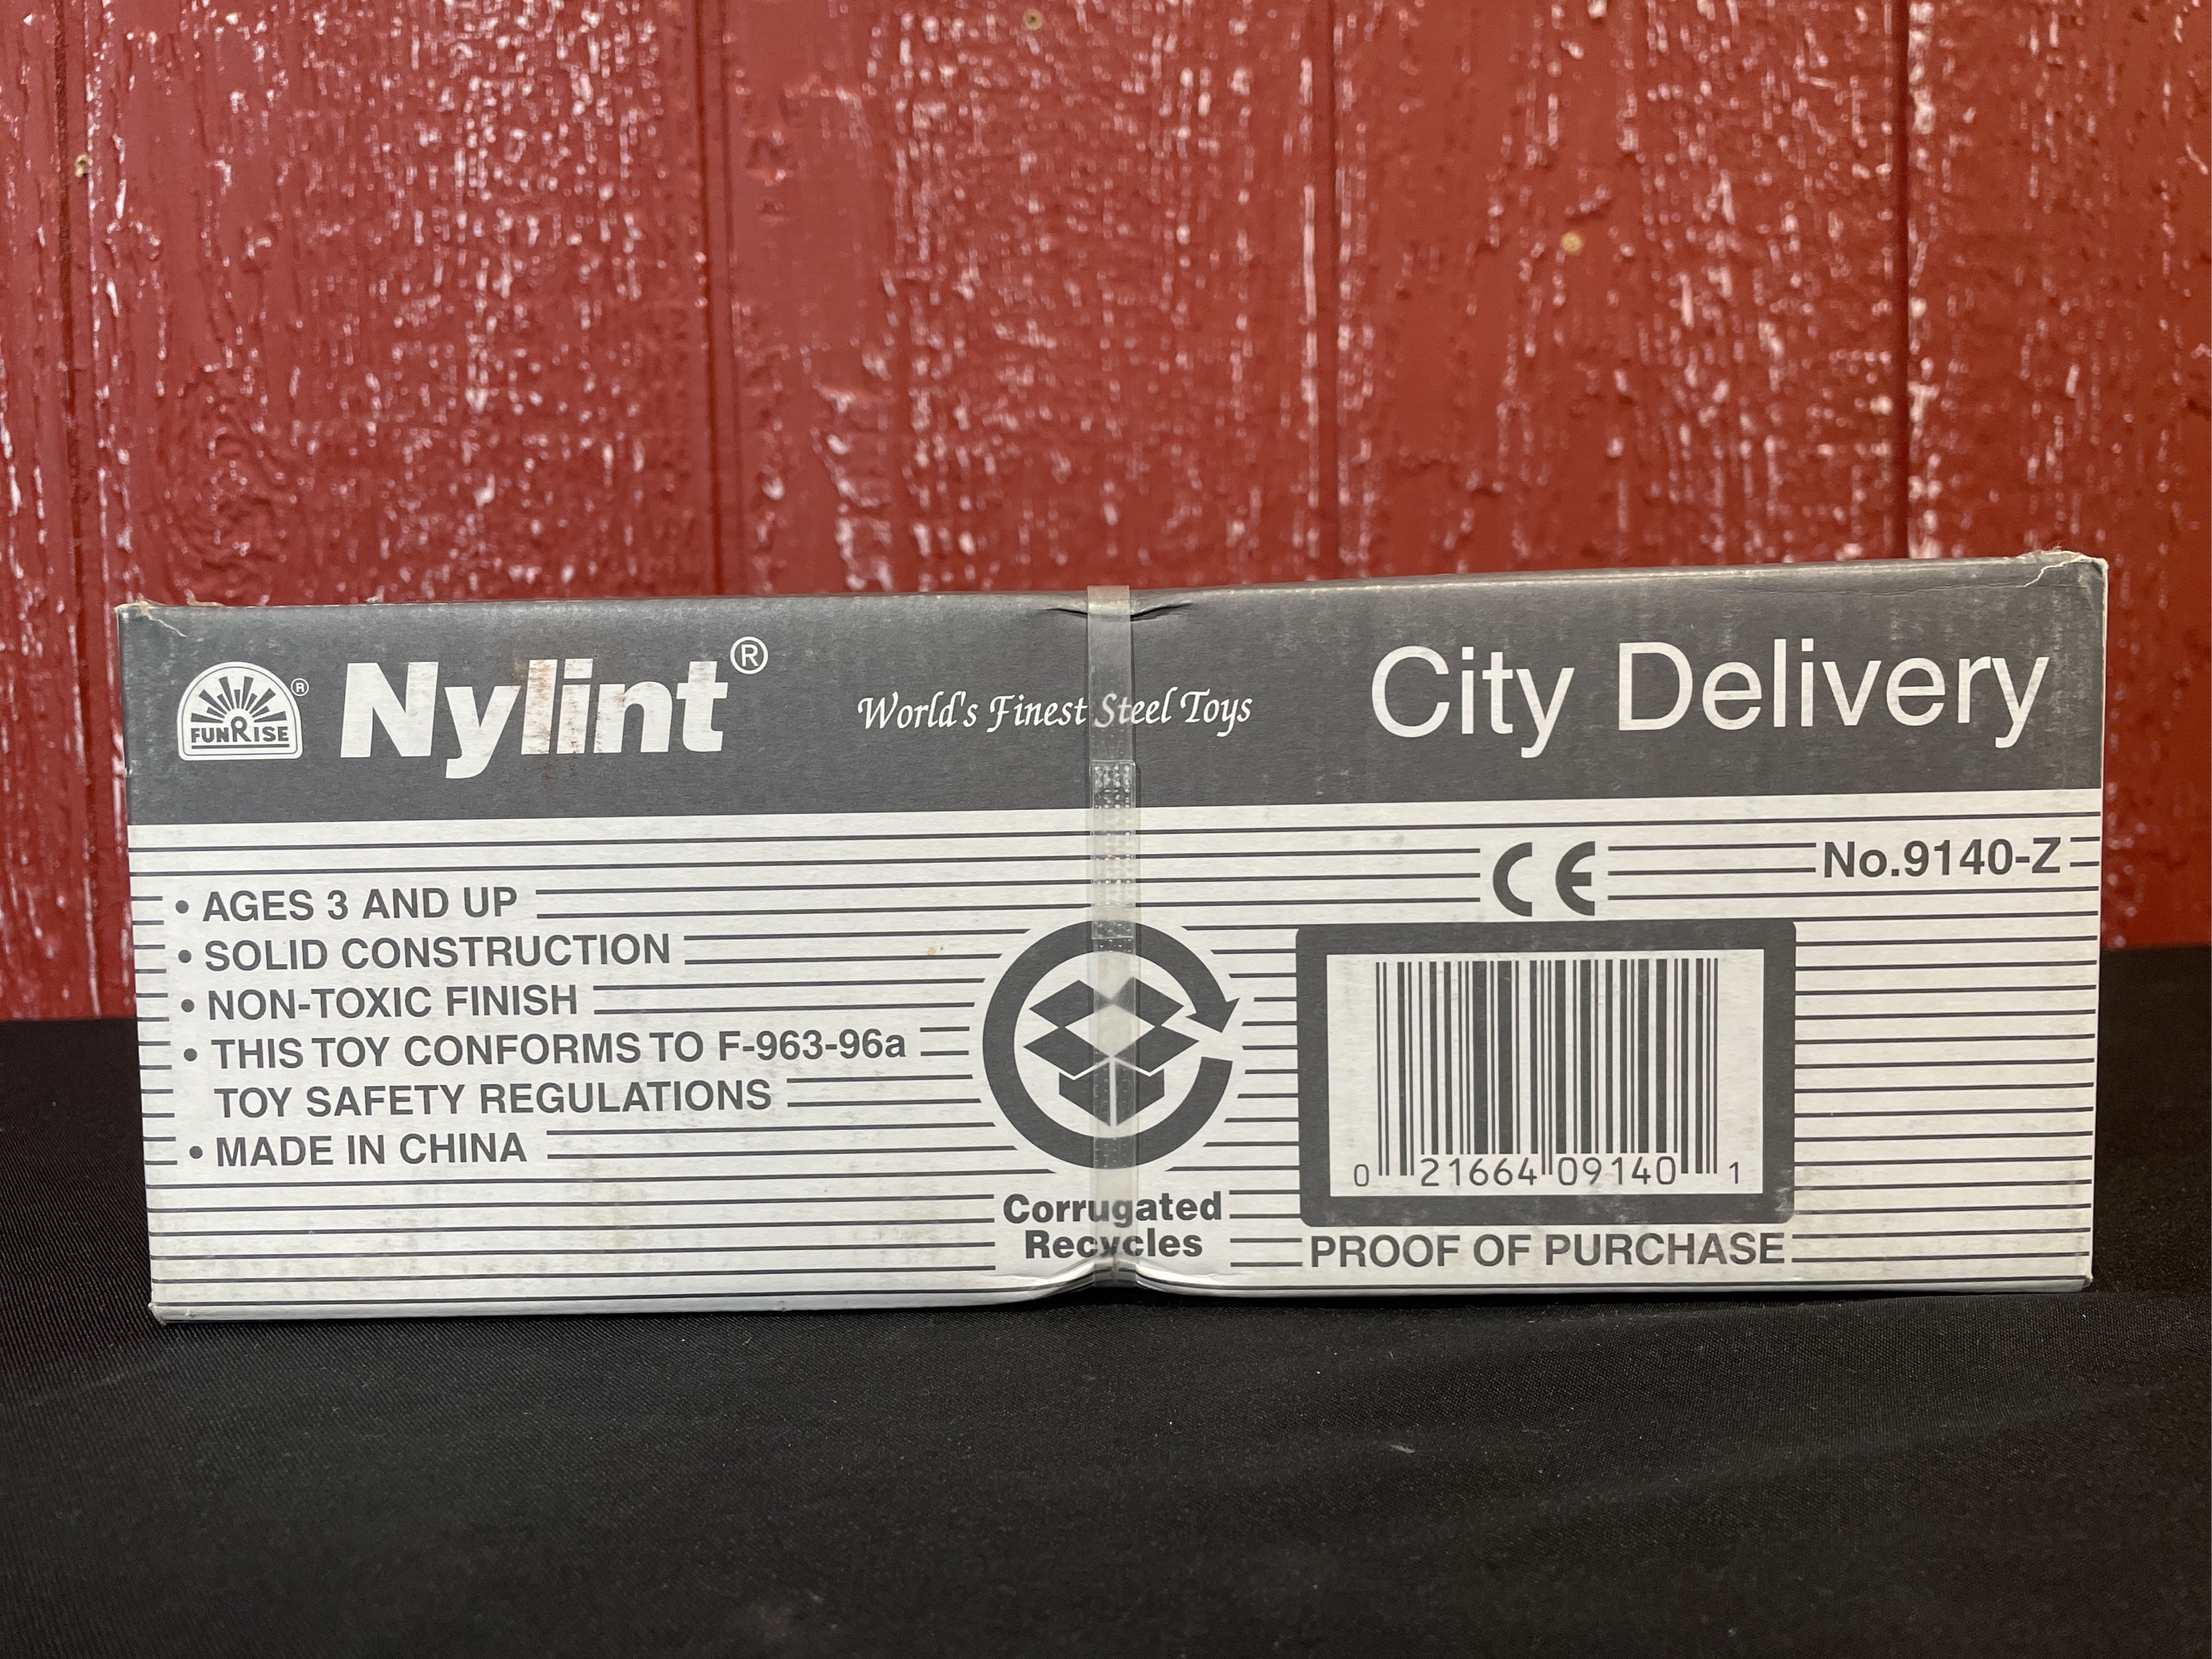 FUNRISE ® Nylint® World's Finest Steel Toys City Delivery
CE No.9140-Z
• AGES 3 AND UP
• SOLID CONSTRUCTION
• NON-TOXIC FINISH
• THIS TOY CONFORMS TO F-963-96a
TOY SAFETY REGULATIONS
• MADE IN CHINA
Corrugated
Recycles
0 21664 09140 1
PROOF OF PURCHASE